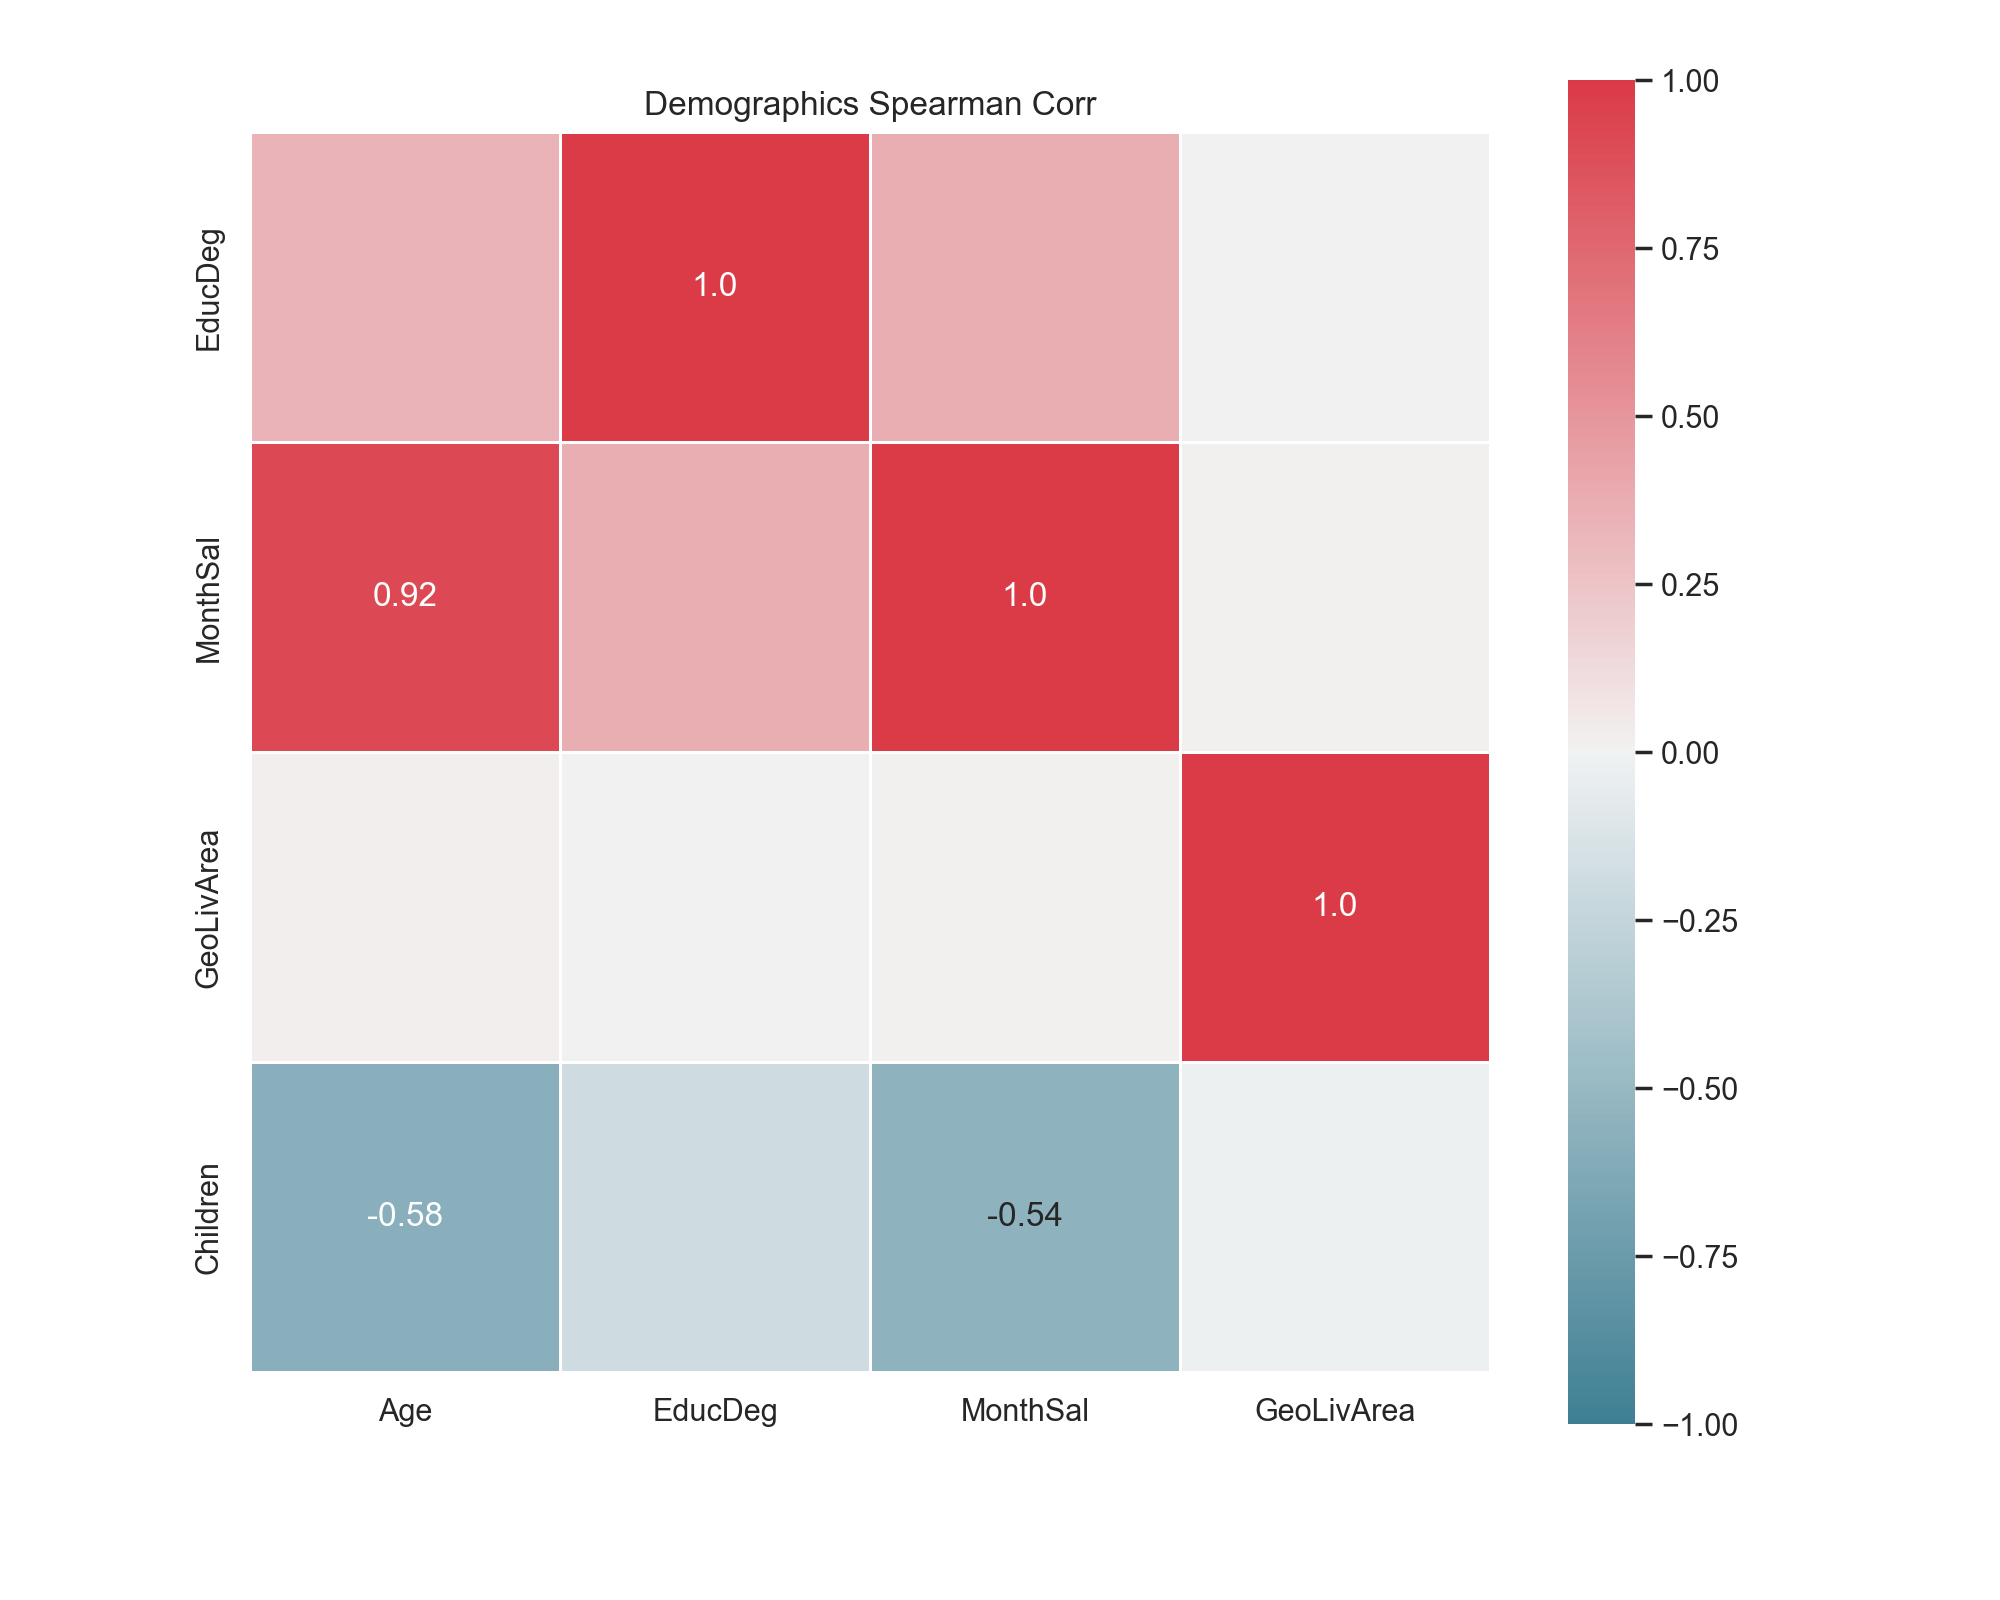 Demographics Spearman Corr
EducDeg
1.0
MonthSal
0.92
1.0
GeoLivArea
1.0
Children
-0.58
-0.54
Age
EducDeg
MonthSal
GeoLivArea
1.00
0.75
0.50
0.25
0.00
−0.25
−0.50
−0.75
−1.00